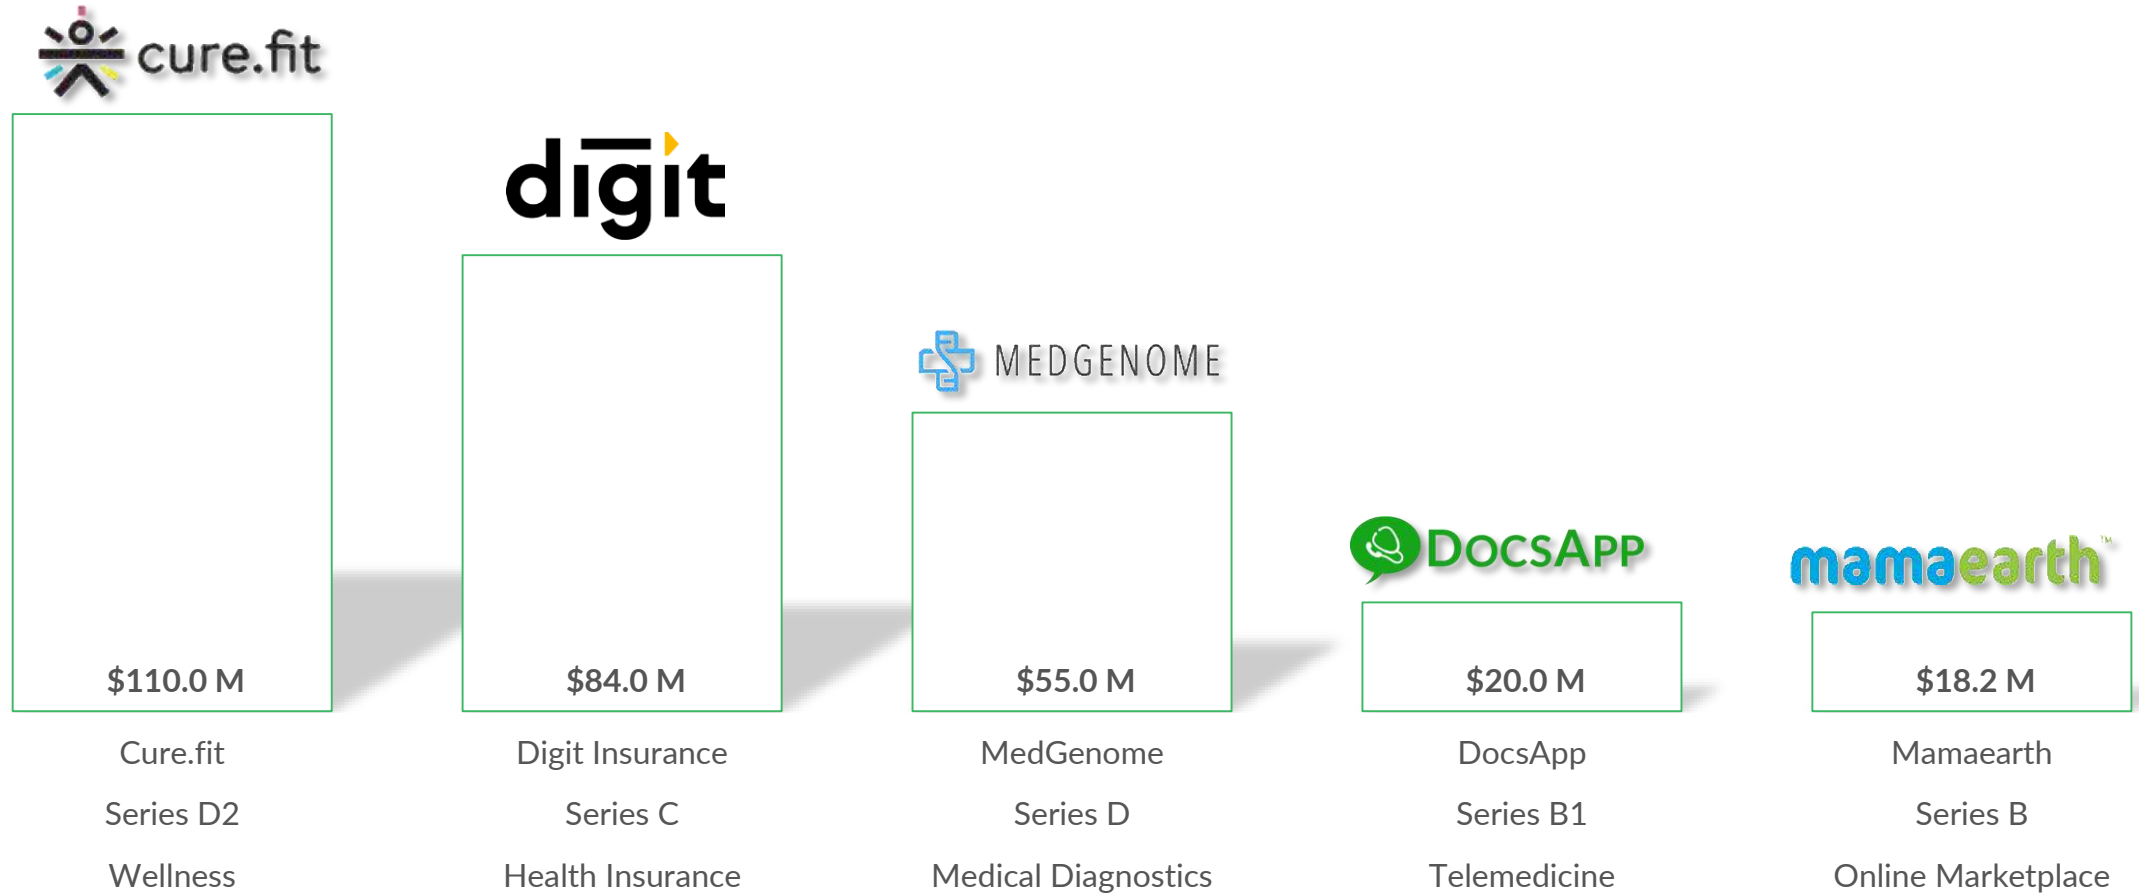 cure.fit
digit
MEDGENOME
DOCSAPP
mamaearth™
$110.0 M
$84.0 M
$55.0 M
$20.0 M
$18.2 M
Cure.fit
Digit Insurance
MedGenome
DocsApp
Mamaearth
Series D2
Series C
Series D
Series B1
Series B
Wellness
Health Insurance
Medical Diagnostics
Telemedicine
Online Marketplace